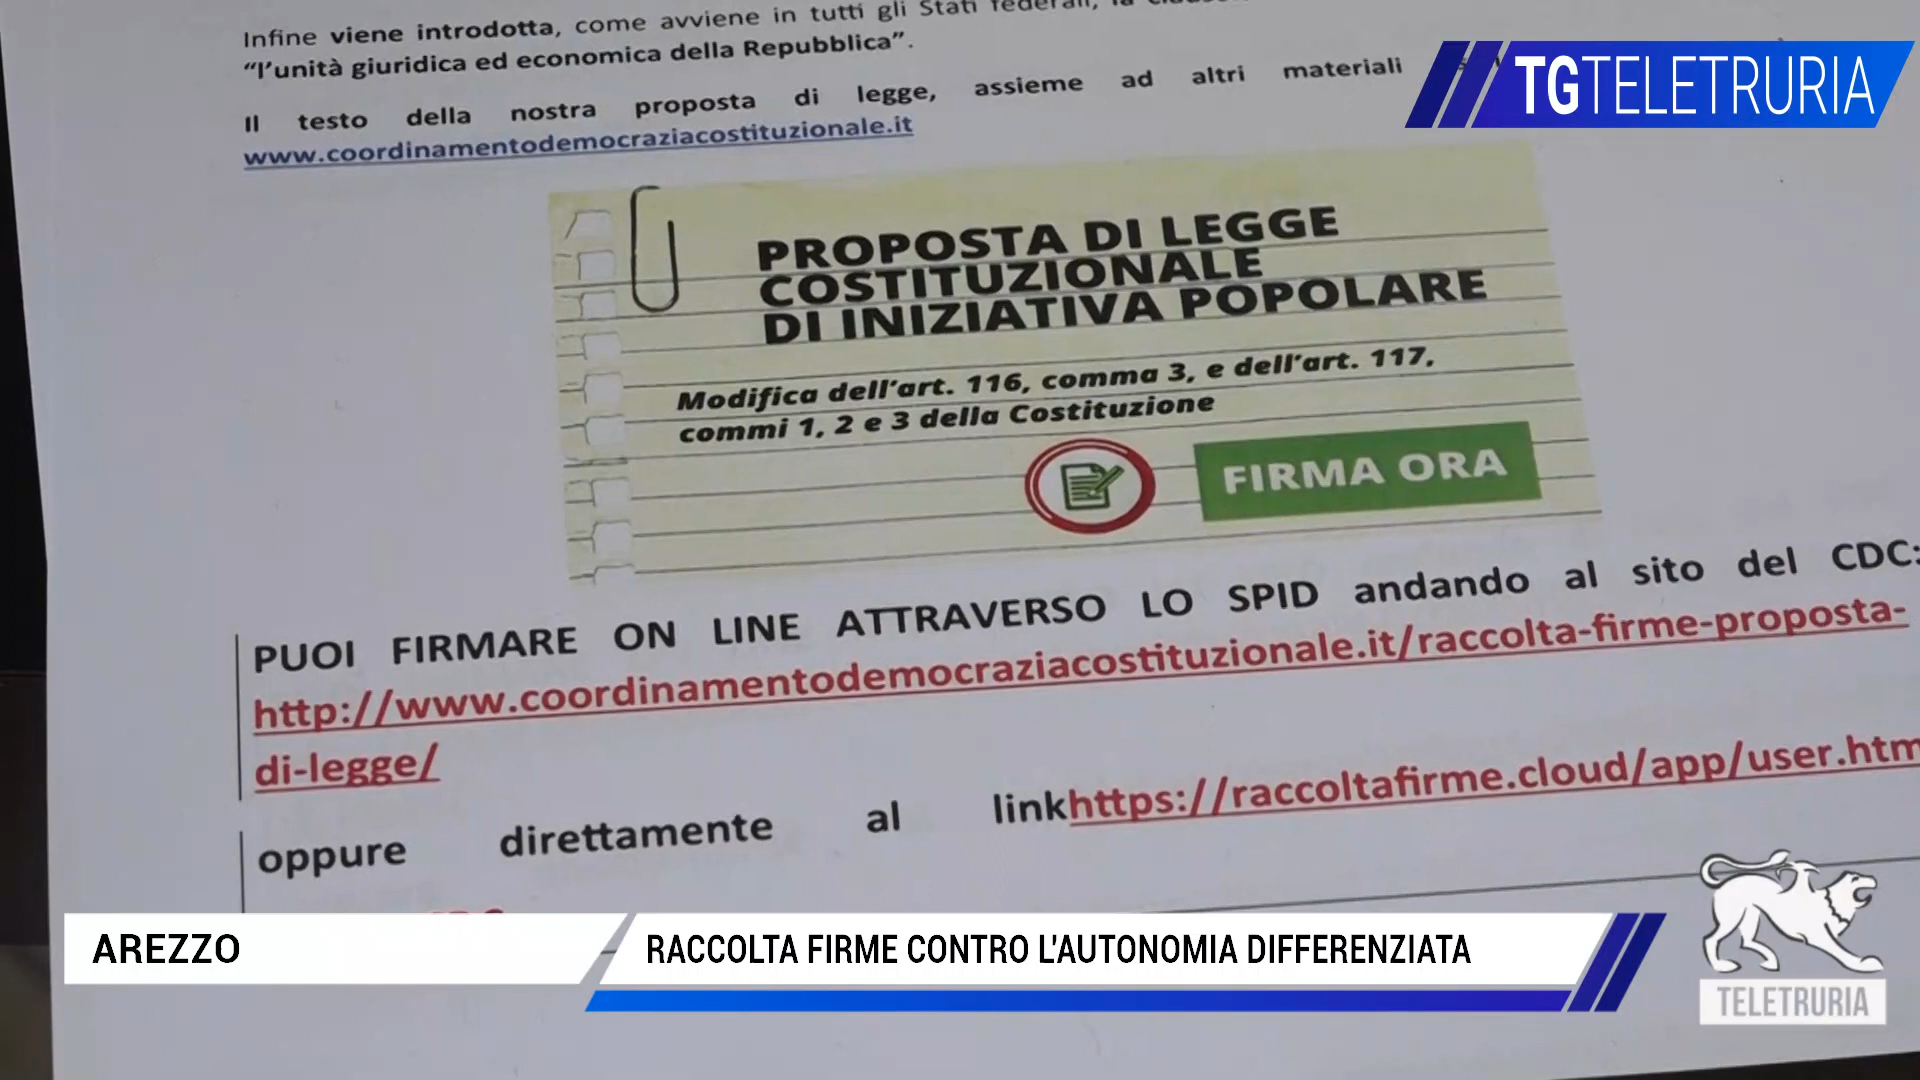 Infine viene introdotta, come avviene in tutti gli Stati federali, la
“l’unità giuridica ed economica della Repubblica”.
Il testo della nostra proposta di legge, assieme ad altri materiali
www.coordinamentodemocraziacostituzionale.it
TGTELETRURIA
PROPOSTA DI LEGGE
COSTITUZIONALE
DI INIZIATIVA POPOLARE
Modifica dell’art. 116, comma 3, e dell’art. 117,
commi 1, 2 e 3 della Costituzione
FIRMA ORA
PUOI FIRMARE ON LINE ATTRAVERSO LO SPID andando al sito del CDC:
http://www.coordinamentodemocraziacostituzionale.it/raccolta-firme-proposta-
di-legge/
oppure direttamente al linkhttps://raccoltafirme.cloud/app/user.htm
AREZZO
RACCOLTA FIRME CONTRO L'AUTONOMIA DIFFERENZIATA
TELETRURIA